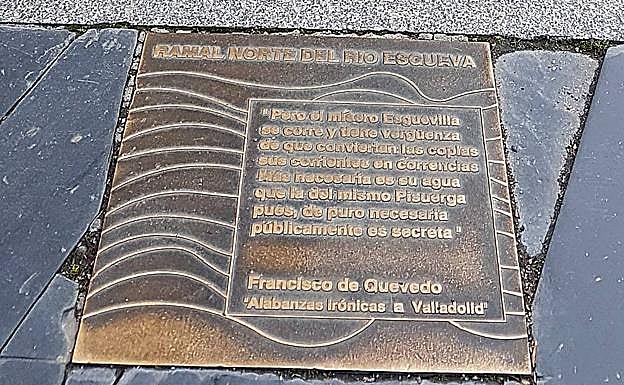 RAMAL NORTE DEL RIO ESGUEVA
"Pero el mísero Esguevilla
se corre y tiene vergüenza
de que conviertan las coplas
sus corrientes en correncias
Más necesaria es su agua
que la del mismo Pisuerga
pues, de puro necesaria
públicamente es secreta"
Francisco de Quevedo
"Alabanzas irónicas a Valladolid"